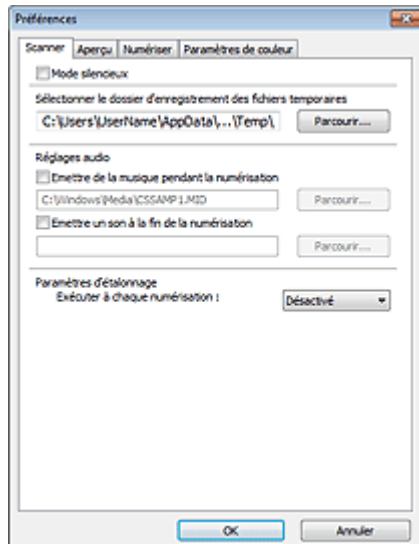 Préférences
Scanner Aperçu Numériser Paramètres de couleur
Mode silencieux
Sélectionner le dossier d'enregistrement des fichiers temporaires
C:\Users\UserName\AppData\,...\Temp\, Parcourir....
Réglages audio
Emettre de la musique pendant la numérisation
C:\Windows\Media\CSSAMP1.MID Parcourir....
Emettre un son à la fin de la numérisation
Parcourir....
Paramètres d'étalonnage
Exécuter à chaque numérisation : Désactivé
OK Annuler